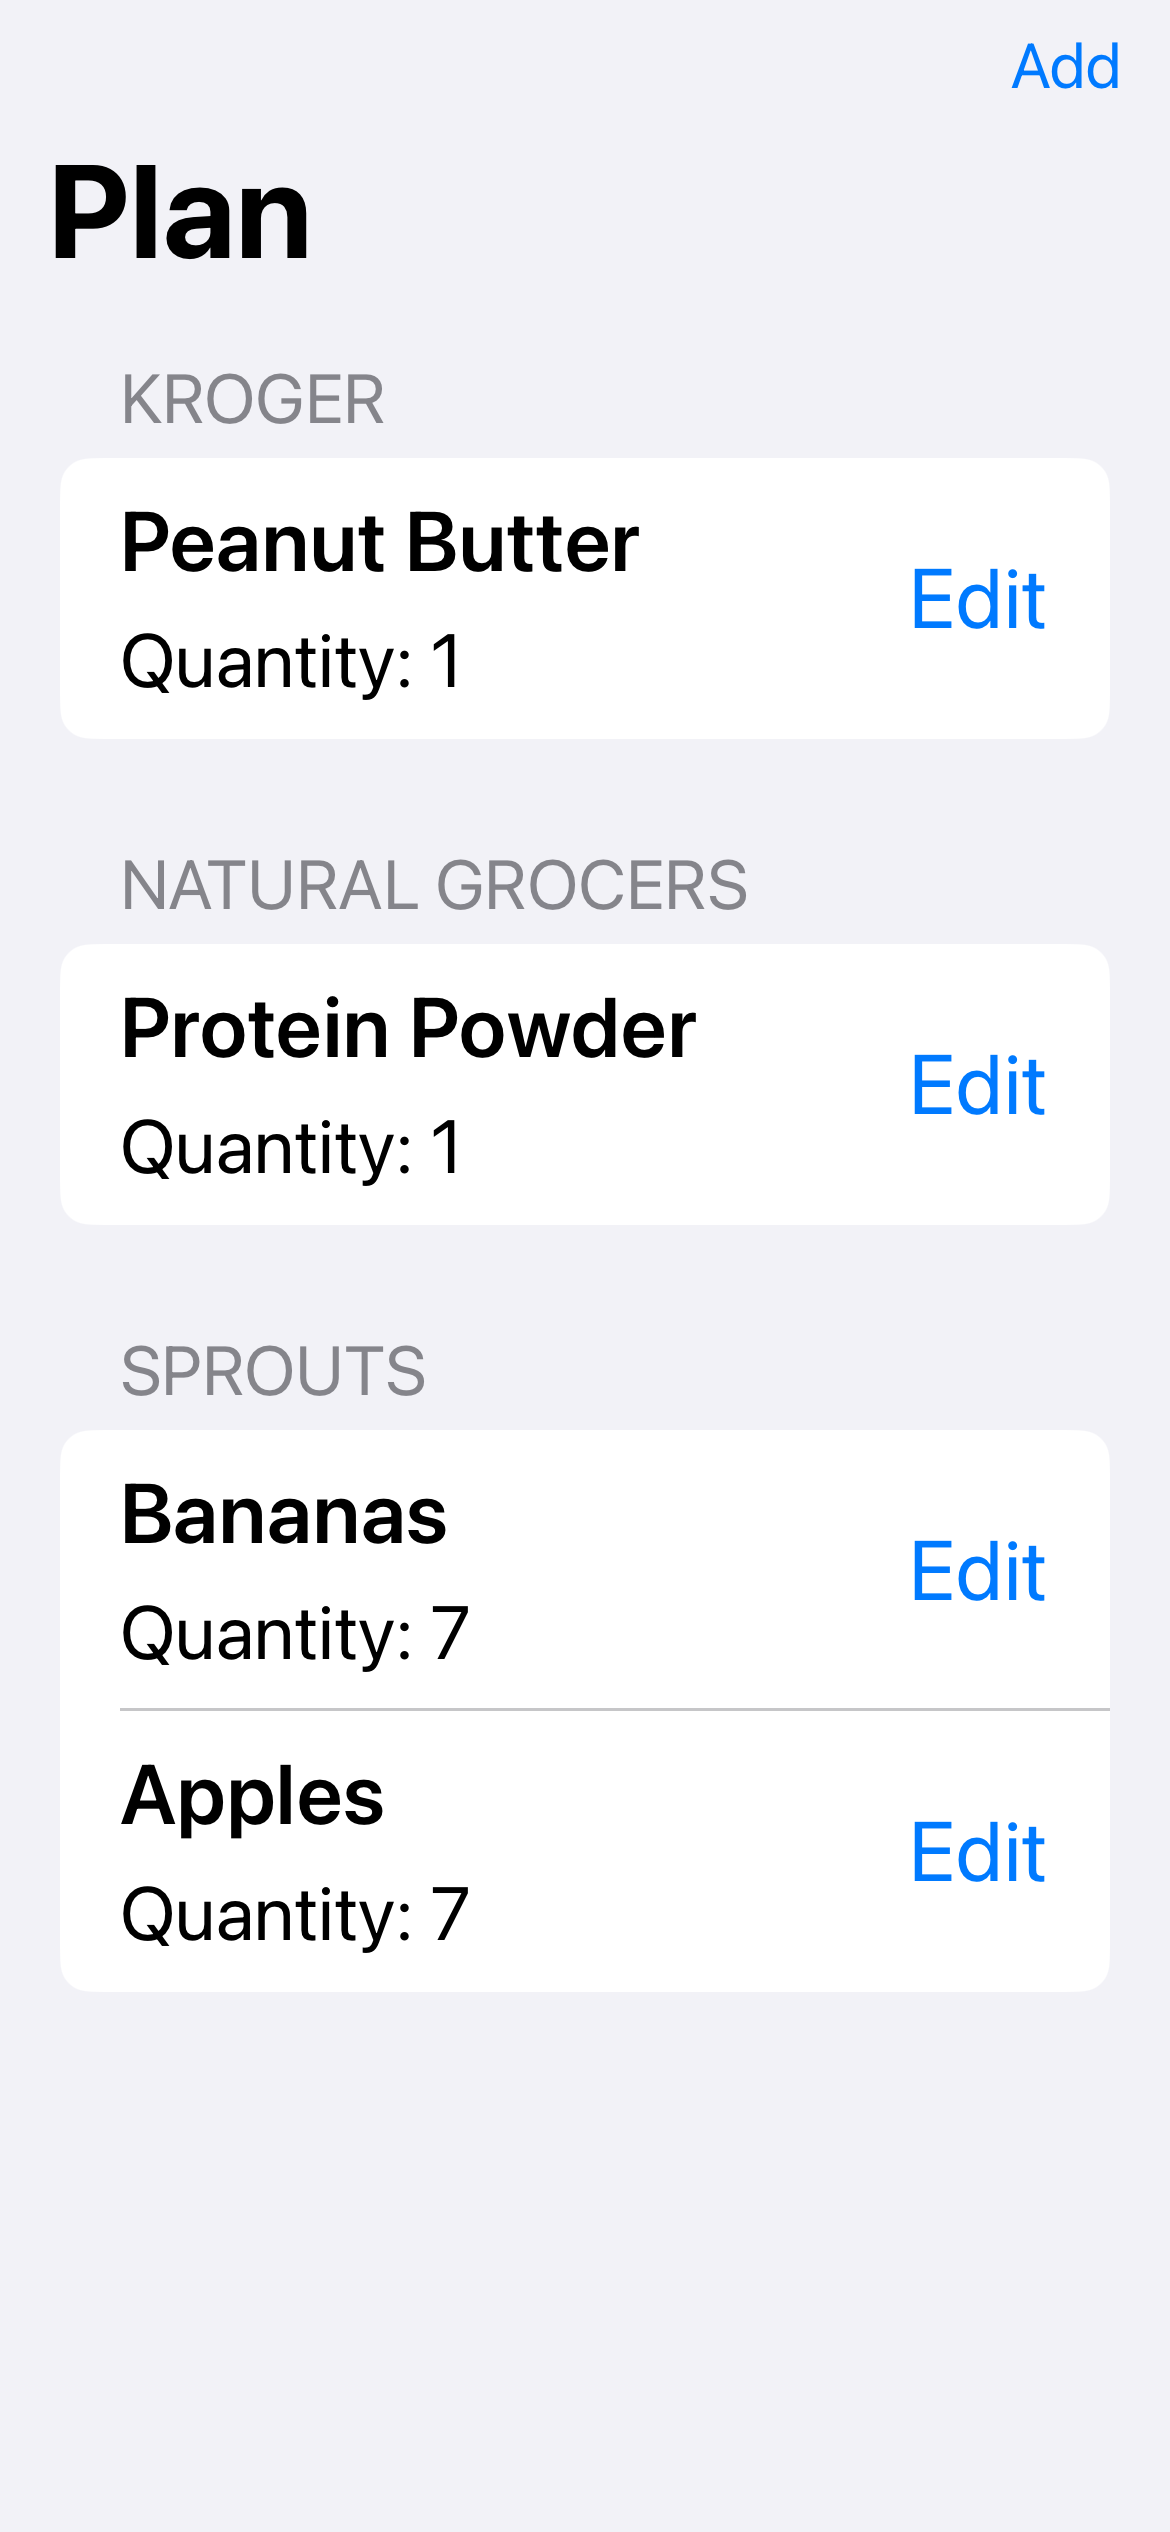 Add
Plan
KROGER
Peanut Butter
Edit
Quantity: 1
NATURAL GROCERS
Protein Powder
Edit
Quantity: 1
SPROUTS
Bananas
Edit
Quantity: 7
Apples
Edit
Quantity: 7